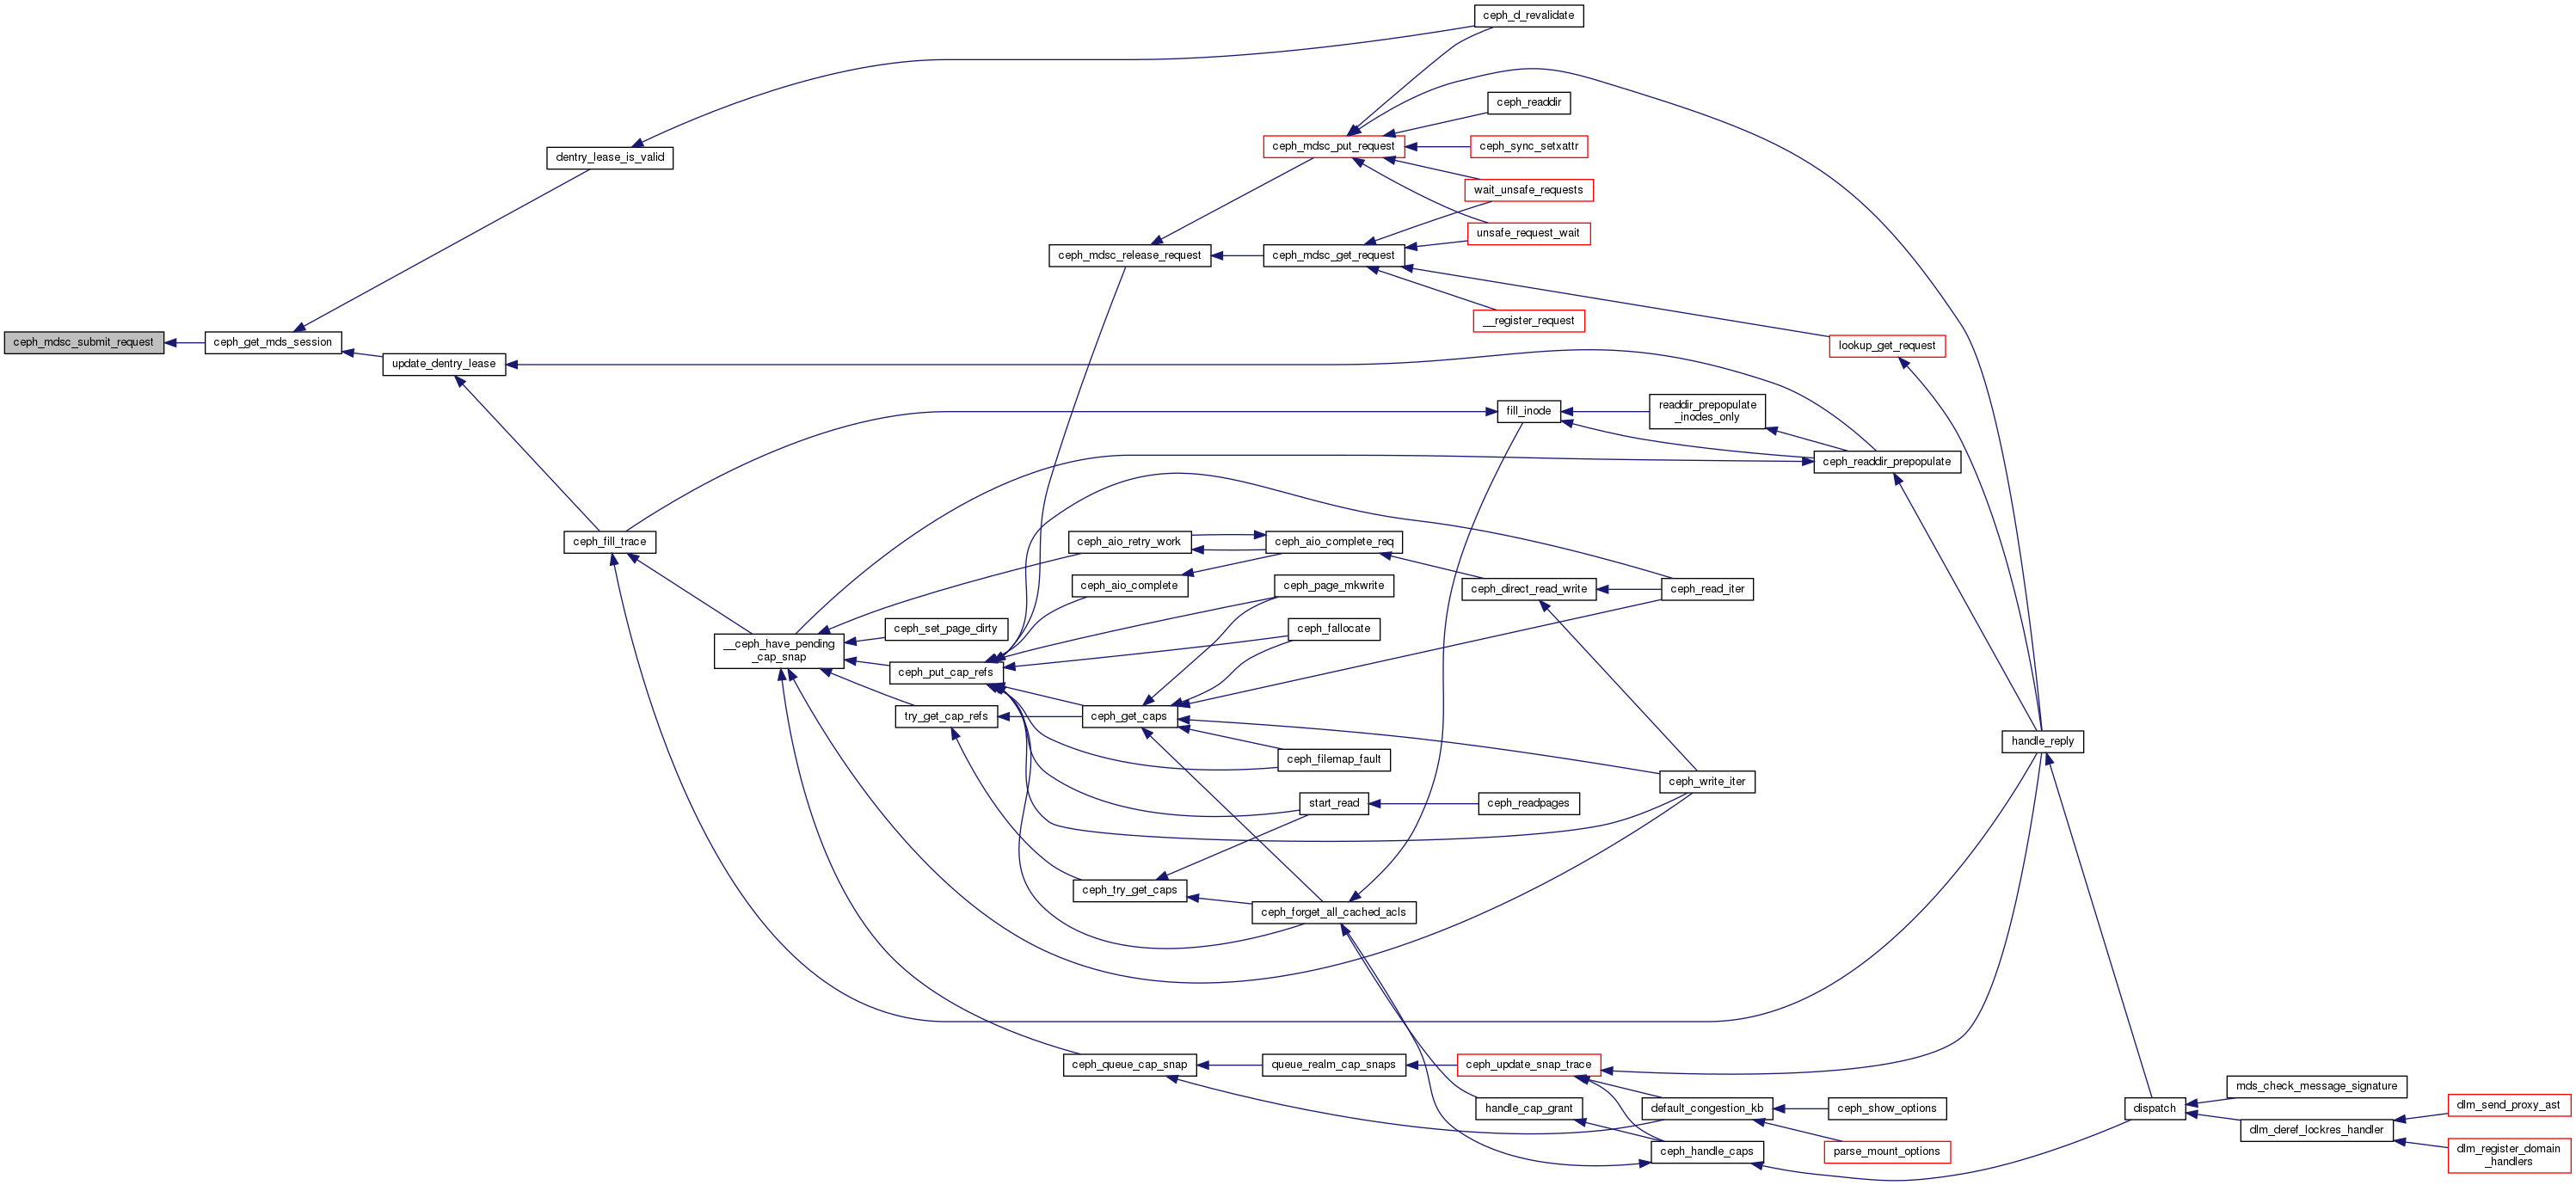 ceph_d_revalidate
ceph_readdir
ceph_mdsc_put_request
ceph_sync_setxattr
dentry_lease_is_valid
wait_unsafe_requests
unsafe_request_wait
ceph_mdsc_release_request
ceph_mdsc_get_request
__register_request
ceph_mdsc_submit_request
ceph_get_mds_session
lookup_get_request
update_dentry_lease
fill_inode
readdir_prepopulate
_inodes_only
ceph_readdir_prepopulate
ceph_fill_trace
ceph_aio_retry_work
ceph_aio_complete_req
ceph_aio_complete
ceph_page_mkwrite
ceph_direct_read_write
ceph_read_iter
ceph_set_page_dirty
ceph_fallocate
__ceph_have_pending
_cap_snap
ceph_put_cap_refs
try_get_cap_refs
ceph_get_caps
handle_reply
ceph_filemap_fault
ceph_write_iter
start_read
ceph_readpages
ceph_try_get_caps
ceph_forget_all_cached_acls
ceph_queue_cap_snap
queue_realm_cap_snaps
ceph_update_snap_trace
mds_check_message_signature
handle_cap_grant
default_congestion_kb
ceph_show_options
dispatch
dlm_send_proxy_ast
dlm_deref_lockres_handler
ceph_handle_caps
parse_mount_options
dlm_register_domain
_handlers